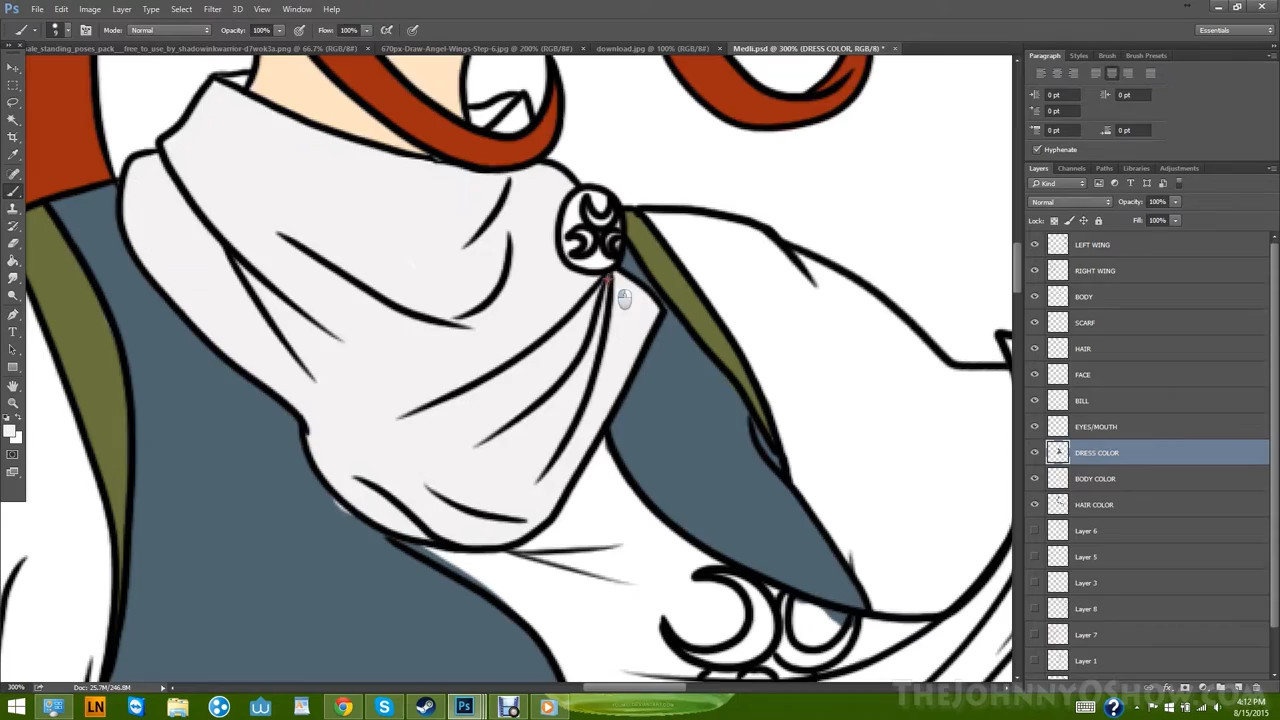 Ps File Edit Image Layer Type Select Filter 3D View Window Help
9 Mode: Normal Opacity: 100% Flow: 100% Essentials
ale_standing_poses_pack__free_to_use_by_shadowinkwarrior-d7wok3a.png @ 66.7% (RGB/8#) × 670px-Draw-Angel-Wings-Step-6.jpg @ 200% (RGB/8#) × download.jpg @ 100% (RGB/8#) × Medli.psd @ 300% (DRESS COLOR, RGB/8) * ×
Paragraph Styles Brush Brush Presets
0 pt 0 pt
0 pt
0 pt 0 pt
Hyphenate
Layers Channels Paths Libraries Adjustments
Kind
Normal Opacity: 100%
Lock: Fill: 100%
LEFT WING
RIGHT WING
BODY
SCARF
HAIR
FACE
BILL
EYES/MOUTH
DRESS COLOR
BODY COLOR
HAIR COLOR
Layer 6
Layer 5
Layer 3
Layer 8
Layer 7
Layer 1
300% Doc: 25.7M/246.8M
LN Ps
4:12 PM
8/15/2015